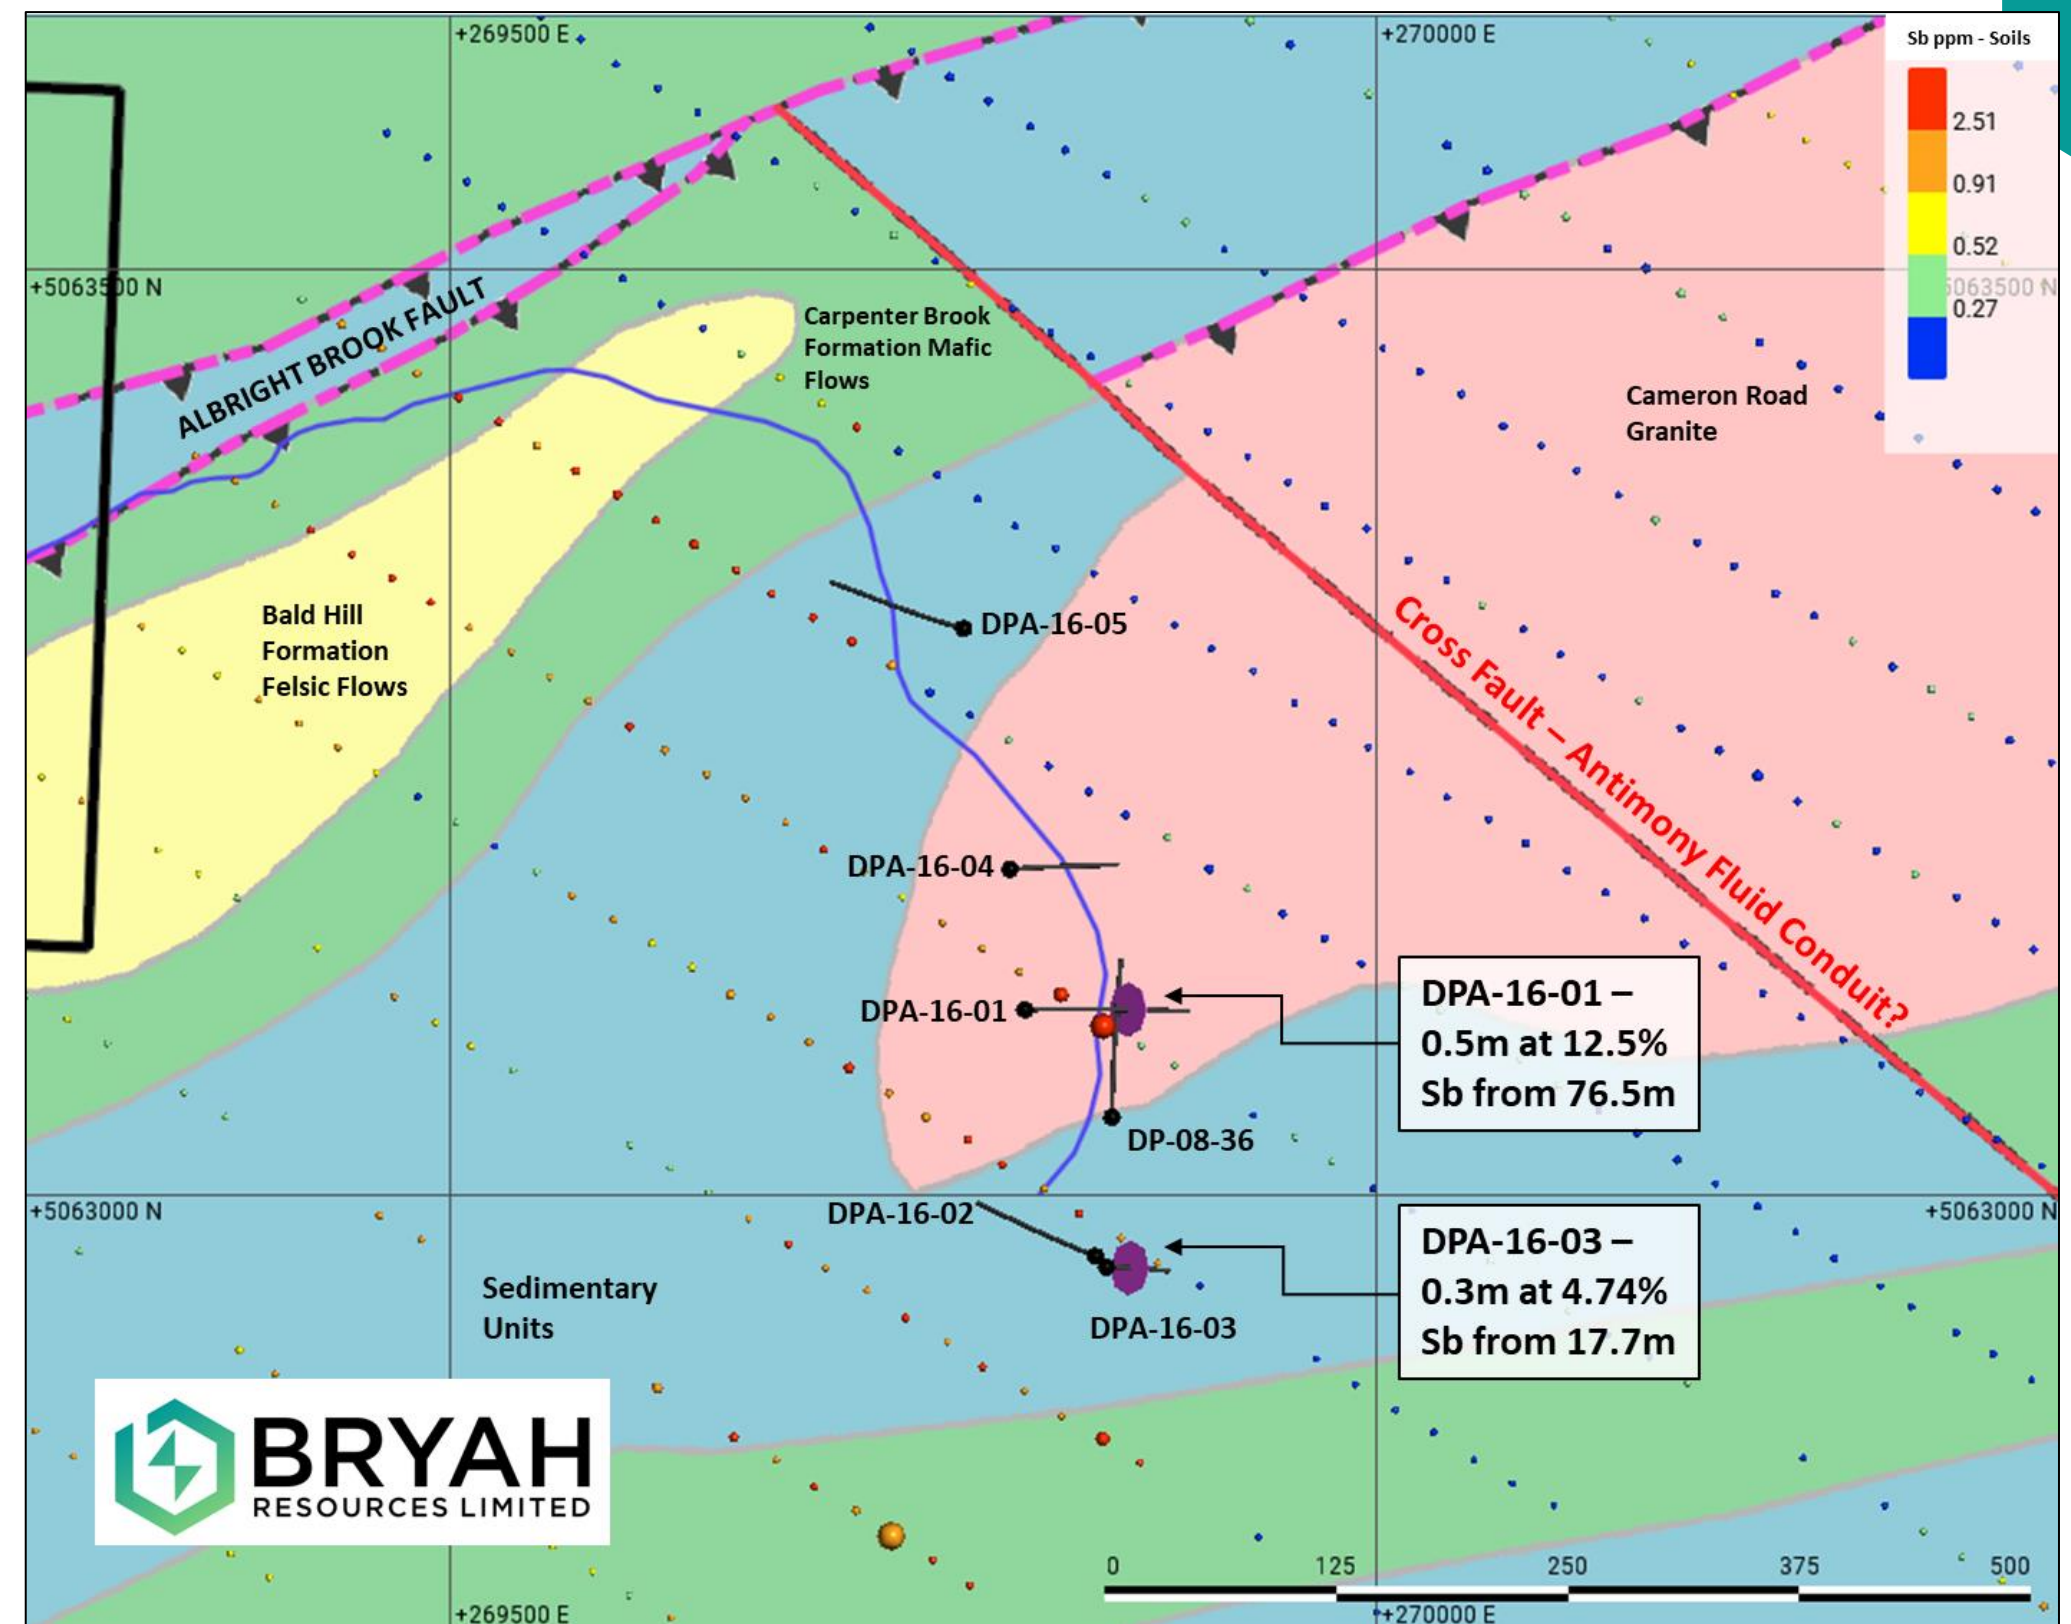 +269500 E
+270000 E
Sb ppm - Soils
2.51
0.91
0.52
0.27
+5063500 N
5063500 N
ALBRIGHT BROOK FAULT
Carpenter Brook
Formation Mafic
Flows
Cameron Road
Granite
Bald Hill
Formation
Felsic Flows
DPA-16-05
Cross Fault – Antimony Fluid Conduit?
DPA-16-04
DPA-16-01
DPA-16-01 –
0.5m at 12.5%
Sb from 76.5m
DP-08-36
+5063000 N
DPA-16-02
+5063000 N
DPA-16-03 –
0.3m at 4.74%
Sb from 17.7m
Sedimentary
Units
DPA-16-03
BRYAH
RESOURCES LIMITED
0 125 250 375 500
+269500 E
+270000 E